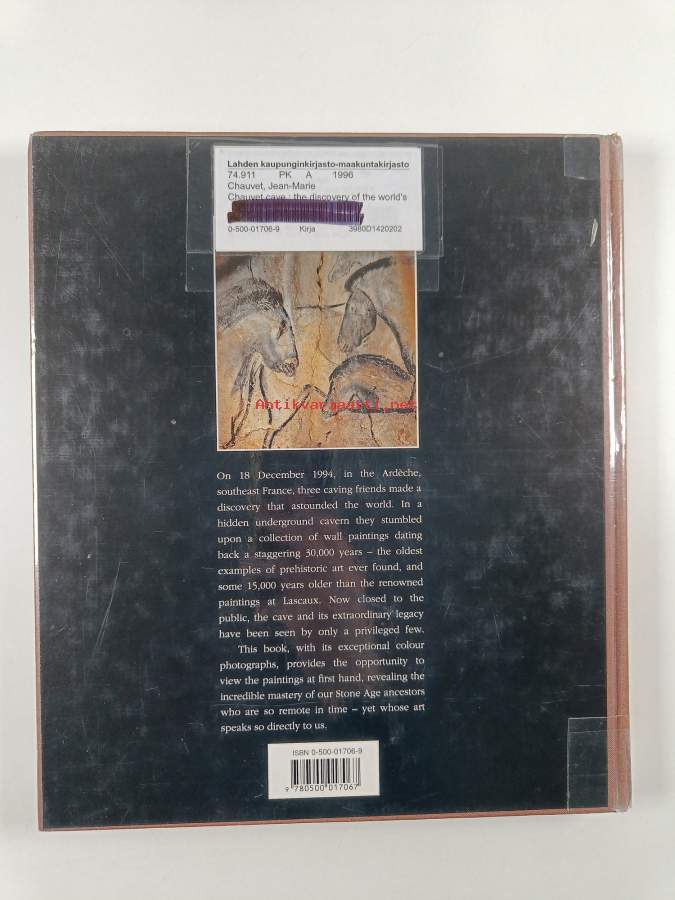 Lahden kaupunginkirjasto-maakuntakirjasto
74.911 PK A 1996
Chauvet, Jean-Marie
Chauvet cave : the discovery of the world's
0-500-01706-9 Kirja 3980D1420202
Antikvariaatti.net
On 18 December 1994, in the Ardèche,
southeast France, three caving friends made a
discovery that astounded the world. In a
hidden underground cavern they stumbled
upon a collection of wall paintings dating
back a staggering 30,000 years – the oldest
examples of prehistoric art ever found, and
some 15,000 years older than the renowned
paintings at Lascaux. Now closed to the
public, the cave and its extraordinary legacy
have been seen by only a privileged few.
This book, with its exceptional colour
photographs, provides the opportunity to
view the paintings at first hand, revealing the
incredible mastery of our Stone Age ancestors
who are so remote in time – yet whose art
speaks so directly to us.
ISBN 0-500-01706-9
9 780500 017067